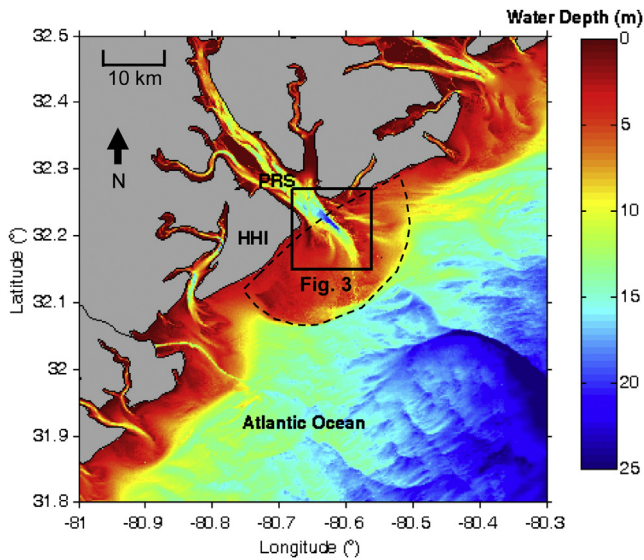 Water Depth (m)
32.5
32.4
32.3
32.2
32.1
32
31.9
31.8
Latitude (°)
10 km
N
PRS
HHI
Fig. 3
Atlantic Ocean
-81
-80.9
-80.8
-80.7
-80.6
-80.5
-80.4
-80.3
Longitude (°)
0
5
10
15
20
25